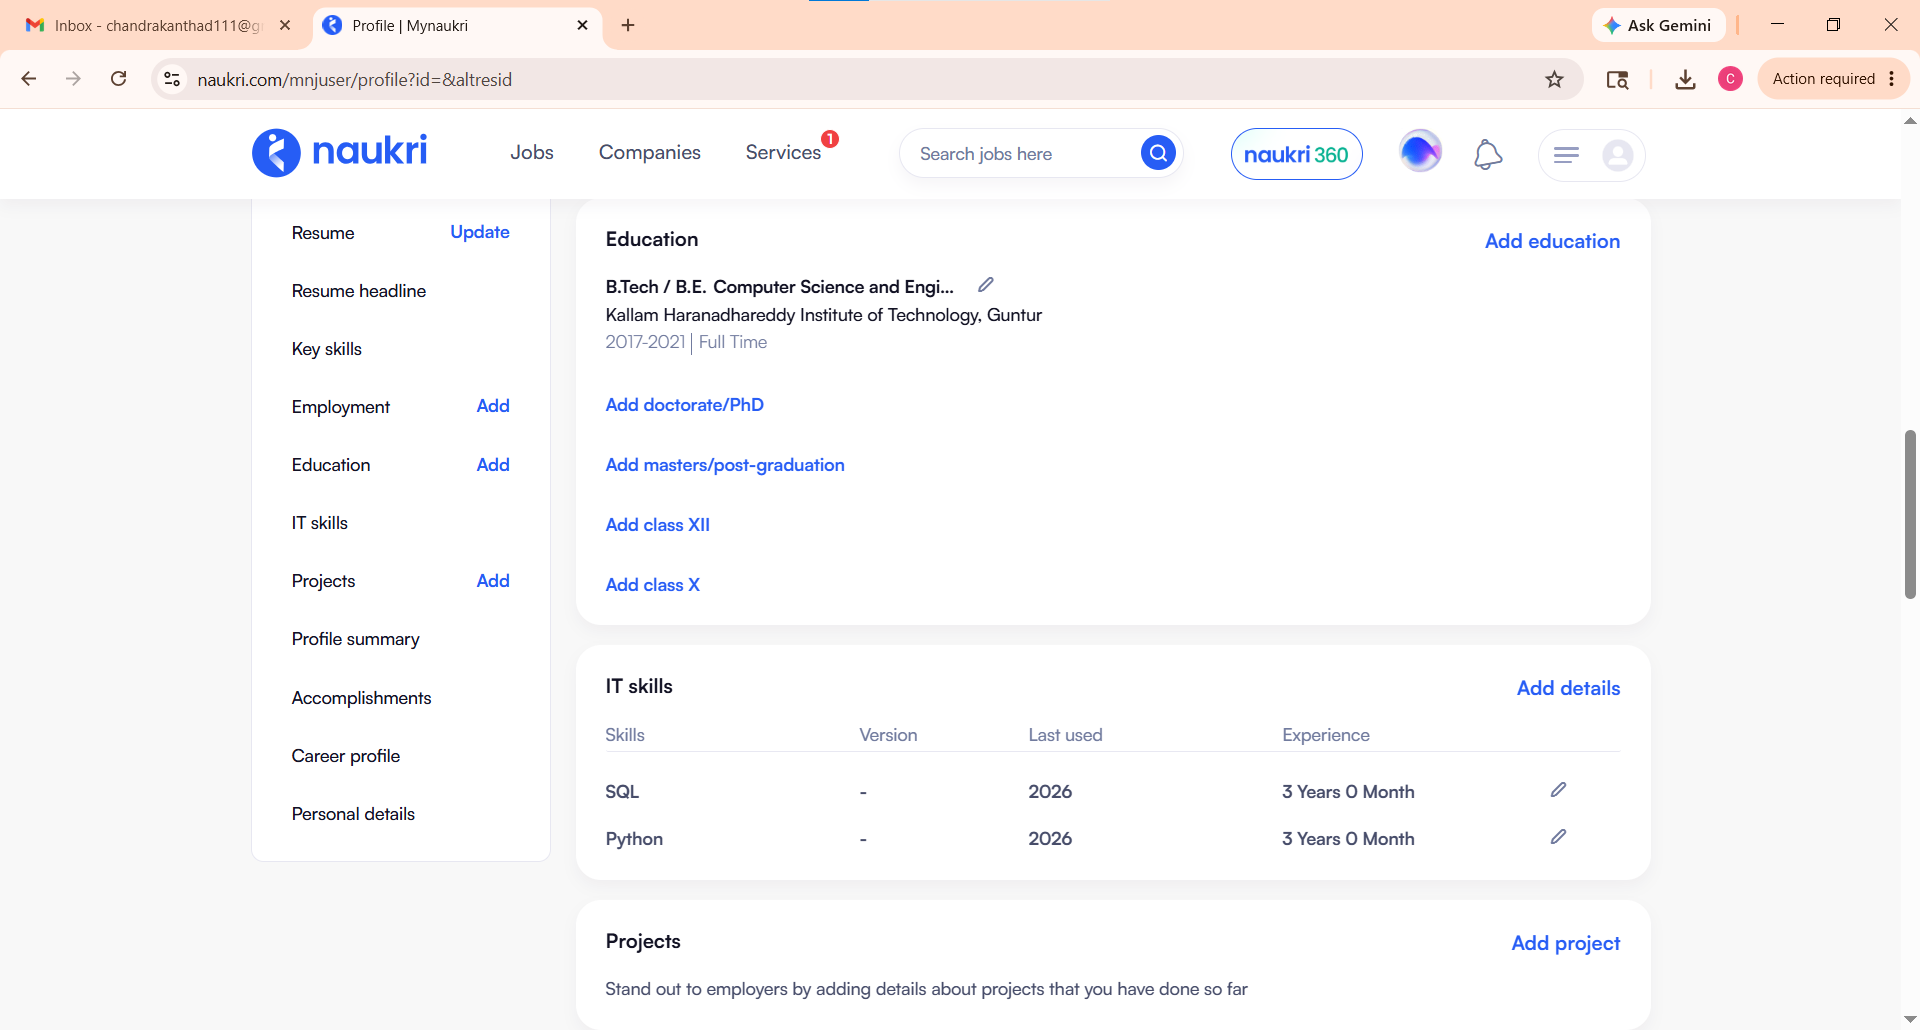 Inbox - chandrakanthad111@g
Profile | Mynaukri
Ask Gemini
naukri.com/mnjuser/profile?id=&altresid
C
Action required
naukri
Jobs
Companies
Services
1
Search jobs here
naukri 360
Resume
Update
Resume headline
Key skills
Employment
Add
Education
Add
IT skills
Projects
Add
Profile summary
Accomplishments
Career profile
Personal details
Education
Add education
B.Tech / B.E. Computer Science and Engi...
Kallam Haranadhareddy Institute of Technology, Guntur
2017-2021 | Full Time
Add doctorate/PhD
Add masters/post-graduation
Add class XII
Add class X
IT skills
Add details
Skills Version Last used Experience
SQL - 2026 3 Years 0 Month
Python - 2026 3 Years 0 Month
Projects
Add project
Stand out to employers by adding details about projects that you have done so far